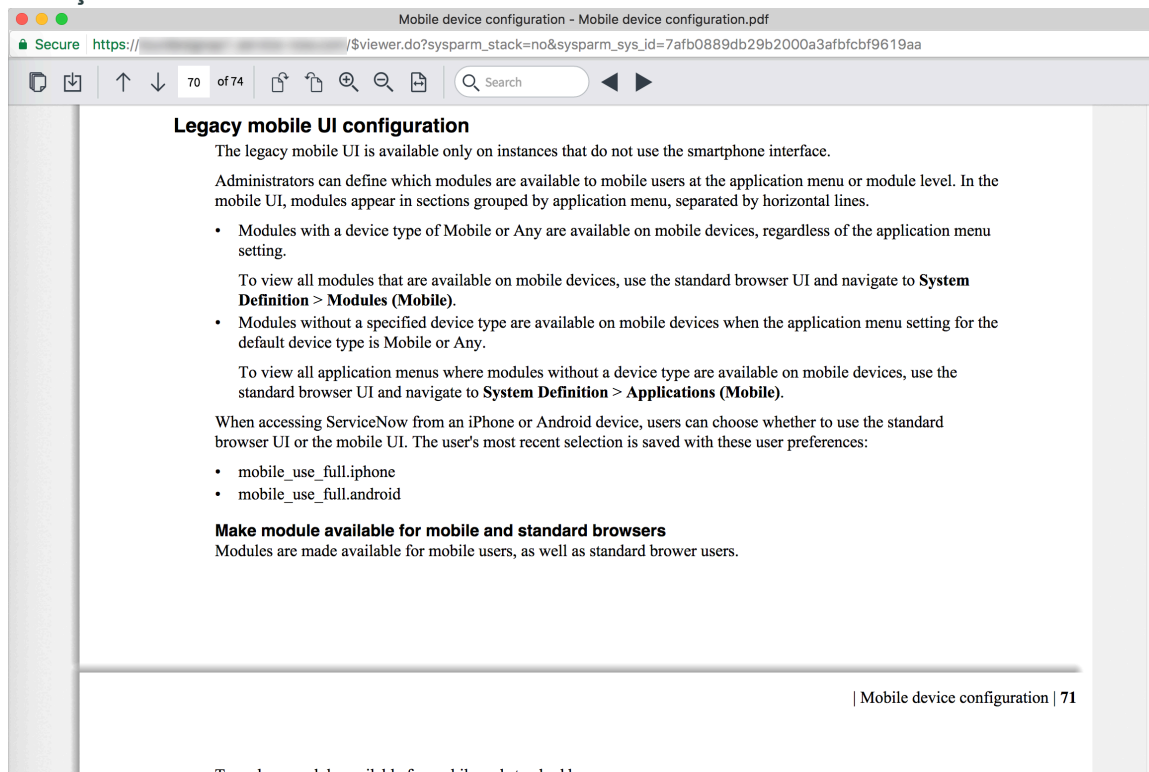 Mobile device configuration - Mobile device configuration.pdf
Secure https:// /$viewer.do?sysparm_stack=no&sysparm_sys_id=7afb0889db29b2000a3afbfcbf9619aa
70 of 74 Search
Legacy mobile UI configuration
The legacy mobile UI is available only on instances that do not use the smartphone interface.
Administrators can define which modules are available to mobile users at the application menu or module level. In the
mobile UI, modules appear in sections grouped by application menu, separated by horizontal lines.
• Modules with a device type of Mobile or Any are available on mobile devices, regardless of the application menu
setting.
To view all modules that are available on mobile devices, use the standard browser UI and navigate to System
Definition > Modules (Mobile).
• Modules without a specified device type are available on mobile devices when the application menu setting for the
default device type is Mobile or Any.
To view all application menus where modules without a device type are available on mobile devices, use the
standard browser UI and navigate to System Definition > Applications (Mobile).
When accessing ServiceNow from an iPhone or Android device, users can choose whether to use the standard
browser UI or the mobile UI. The user's most recent selection is saved with these user preferences:
• mobile_use_full.iphone
• mobile_use_full.android
Make module available for mobile and standard browsers
Modules are made available for mobile users, as well as standard brower users.
| Mobile device configuration | 71